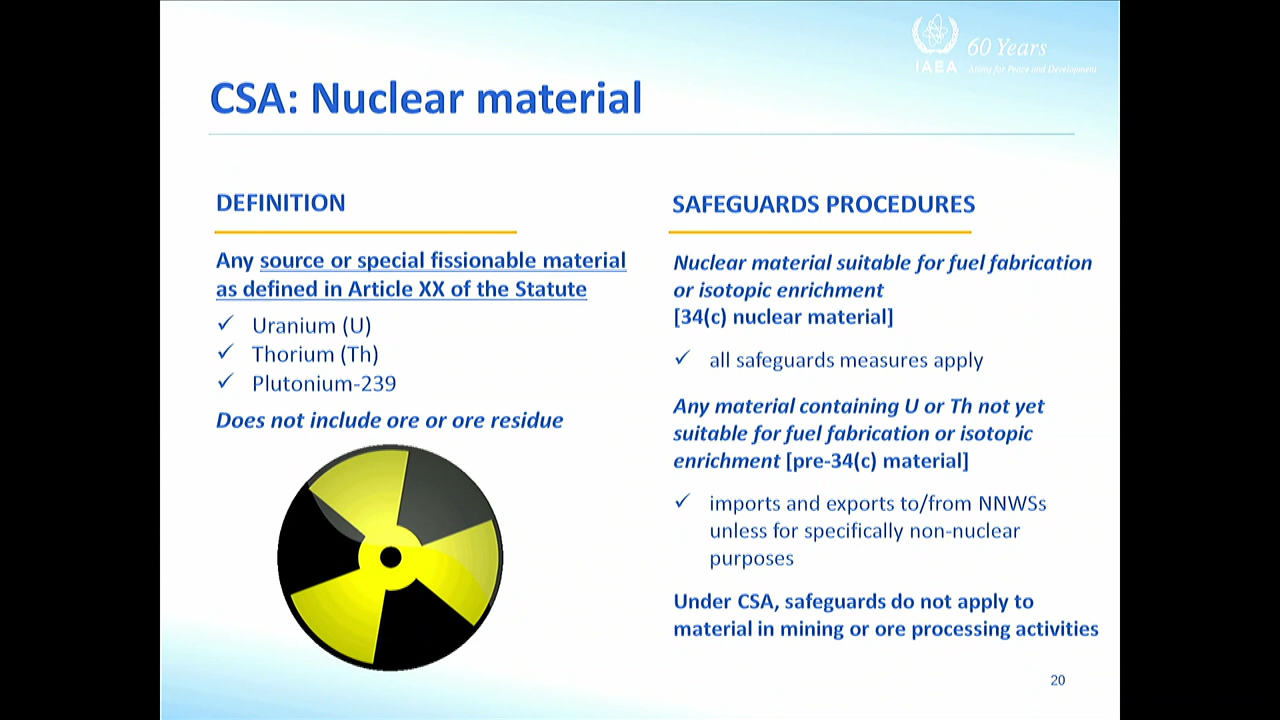 IAEA
60 Years
Atoms for Peace and Development
CSA: Nuclear material
DEFINITION
Any source or special fissionable material
as defined in Article XX of the Statute
✓ Uranium (U)
✓ Thorium (Th)
✓ Plutonium-239
Does not include ore or ore residue
SAFEGUARDS PROCEDURES
Nuclear material suitable for fuel fabrication
or isotopic enrichment
[34(c) nuclear material]
✓ all safeguards measures apply
Any material containing U or Th not yet
suitable for fuel fabrication or isotopic
enrichment [pre-34(c) material]
✓ imports and exports to/from NNWSs
unless for specifically non-nuclear
purposes
Under CSA, safeguards do not apply to
material in mining or ore processing activities
20